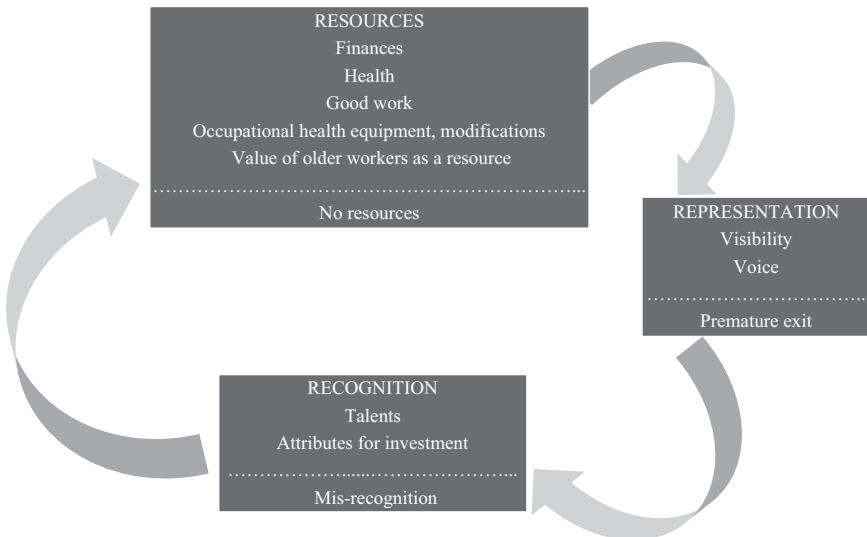 RESOURCES
Finances
Health
Good work
Occupational health equipment, modifications
Value of older workers as a resource
…………………………………………………………...
No resources
REPRESENTATION
Visibility
Voice
……………………………..
Premature exit
RECOGNITION
Talents
Attributes for investment
…………………......…………………...
Mis-recognition